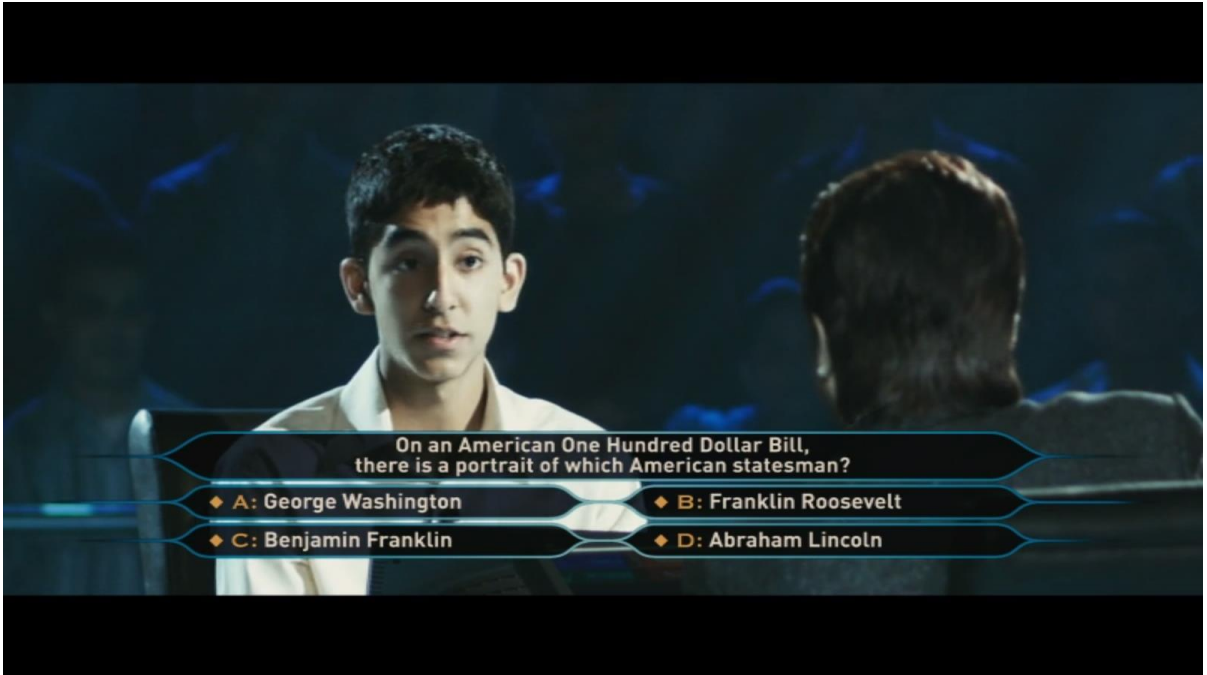 On an American One Hundred Dollar Bill,
there is a portrait of which American statesman?
A: George Washington
B: Franklin Roosevelt
C: Benjamin Franklin
D: Abraham Lincoln